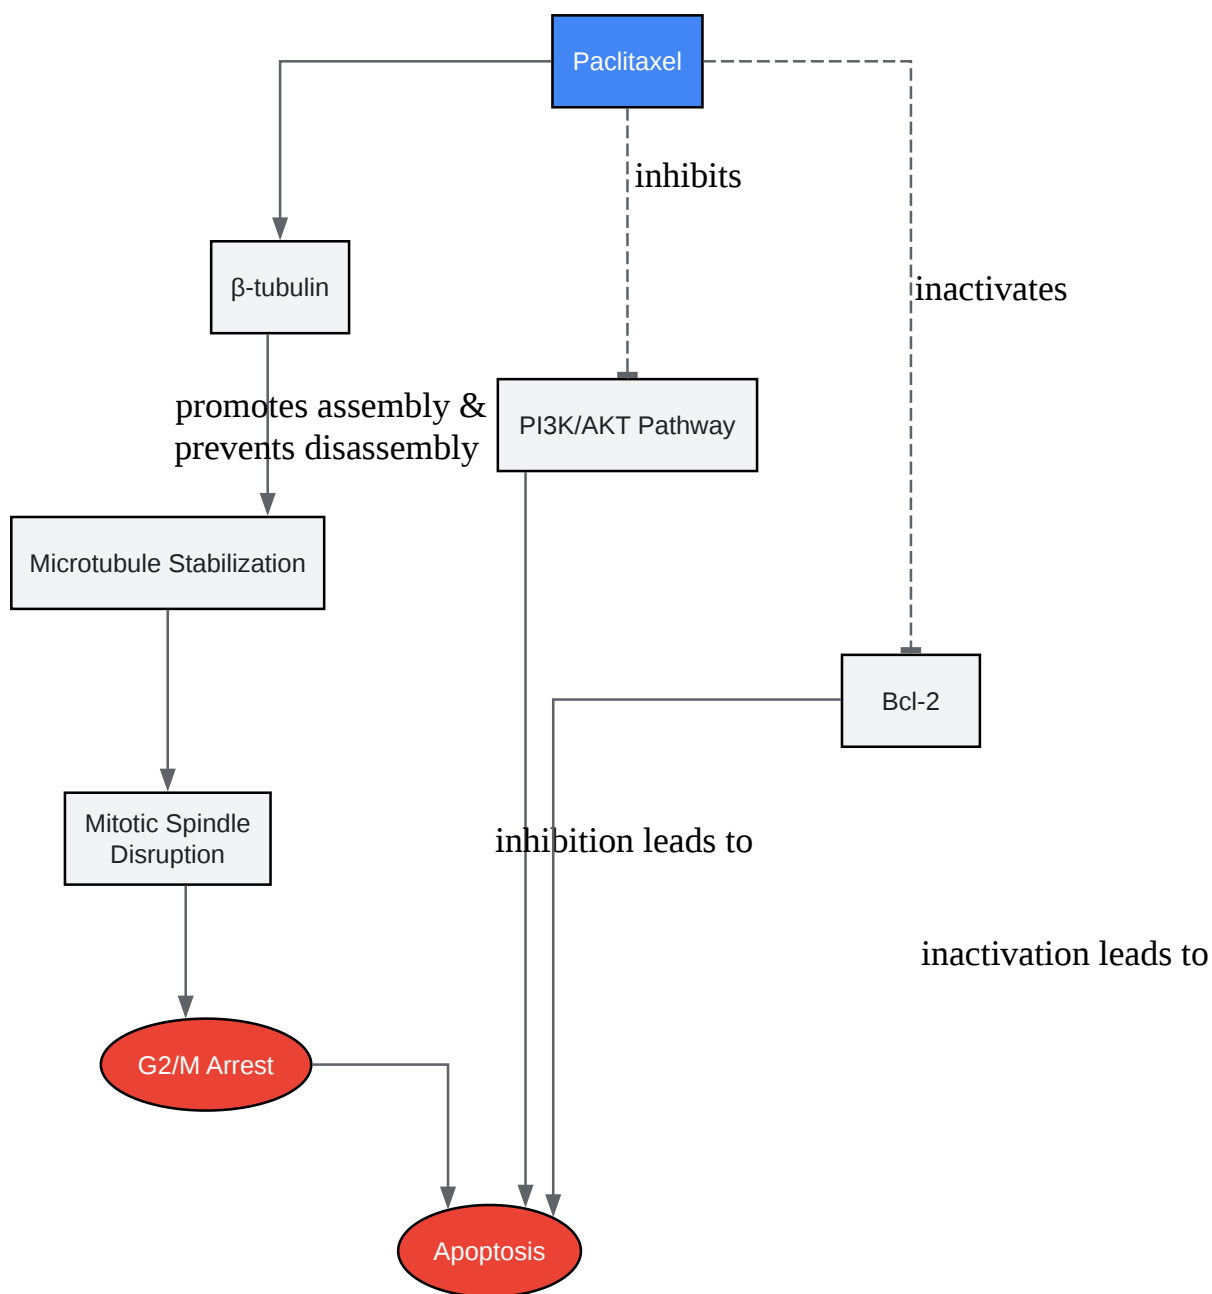 Paclitaxel
inhibits
β-tubulin
inactivates
promotes assembly &
prevents disassembly
PI3K/AKT Pathway
Microtubule Stabilization
Bcl-2
Mitotic Spindle
Disruption
inhibition leads to
inactivation leads to
G2/M Arrest
Apoptosis